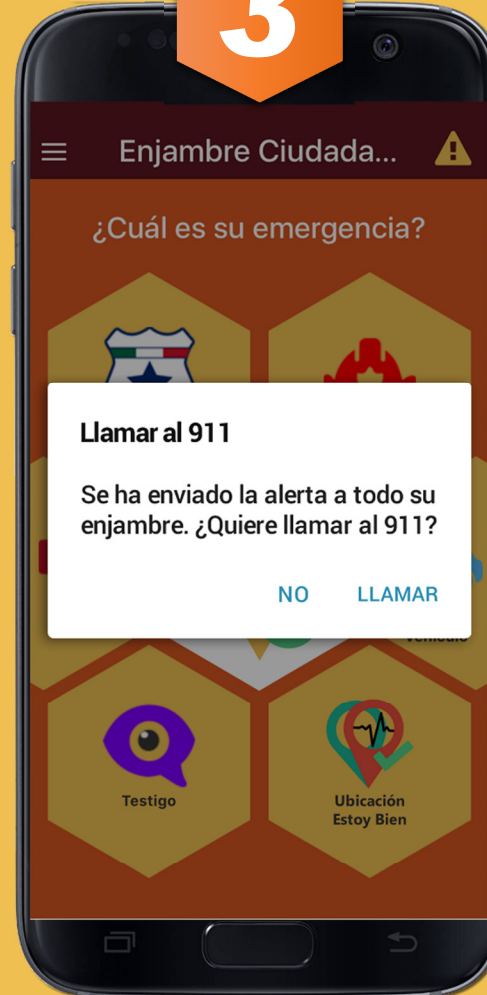 3
Enjambre Ciudada...
¿Cuál es su emergencia?
Llamar al 911
Se ha enviado la alerta a todo su
enjambre. ¿Quiere llamar al 911?
NO LLAMAR
Vehículo
Testigo
Ubicación
Estoy Bien